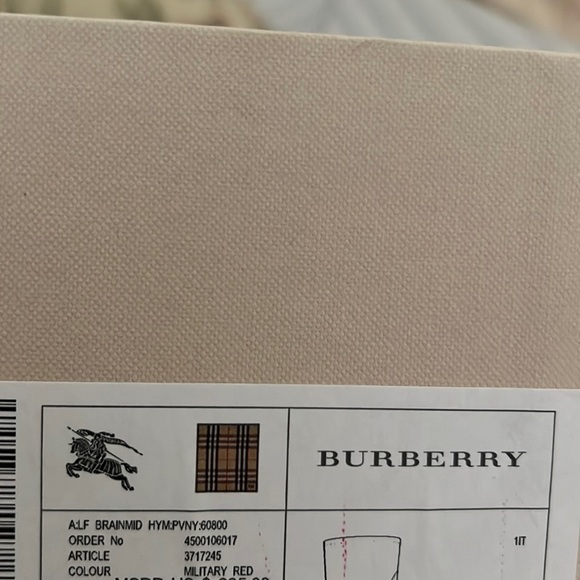 BURBERRY
A:LF BRAINMID HYM:PVNY:60800
ORDER No 4500106017
ARTICLE 3717245
COLOUR MILITARY RED
1IT